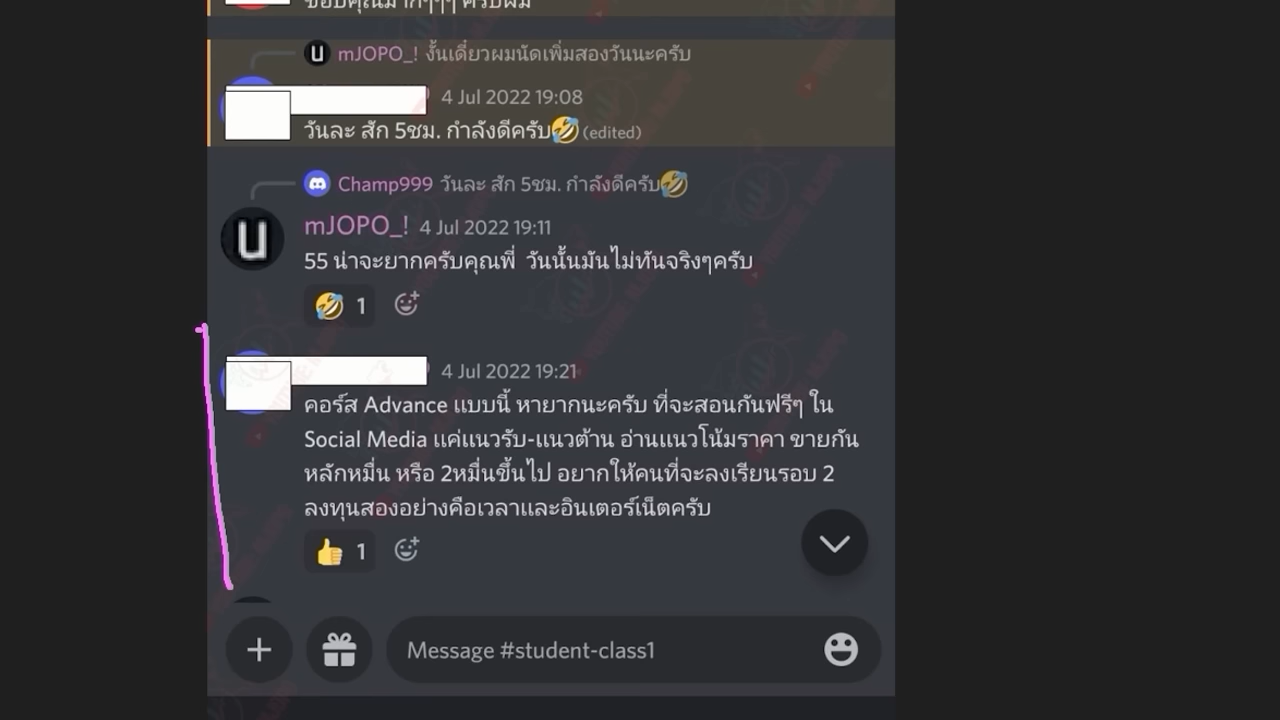 ขอบคุณมากๆๆๆ ครับผม
mJOPO_! งั้นเดี๋ยวผมนัดเพิ่มสองวันนะครับ
4 Jul 2022 19:08
วันละ สัก 5ชม. กำลังดีครับ🤣 (edited)
Champ999 วันละ สัก 5ชม. กำลังดีครับ🤣
mJOPO_! 4 Jul 2022 19:11
55 น่าจะยากครับคุณพี่ วันนั้นมันไม่ทันจริงๆครับ
🤣 1
4 Jul 2022 19:21
คอร์ส Advance แบบนี้ หายากนะครับ ที่จะสอนกันฟรีๆ ใน
Social Media แค่แนวรับ-แนวต้าน อ่านแนวโน้มราคา ขายกัน
หลักหมื่น หรือ 2หมื่นขึ้นไป อยากให้คนที่จะลงเรียนรอบ 2
ลงทุนสองอย่างคือเวลาและอินเตอร์เน็ตครับ
👍 1
Message #student-class1